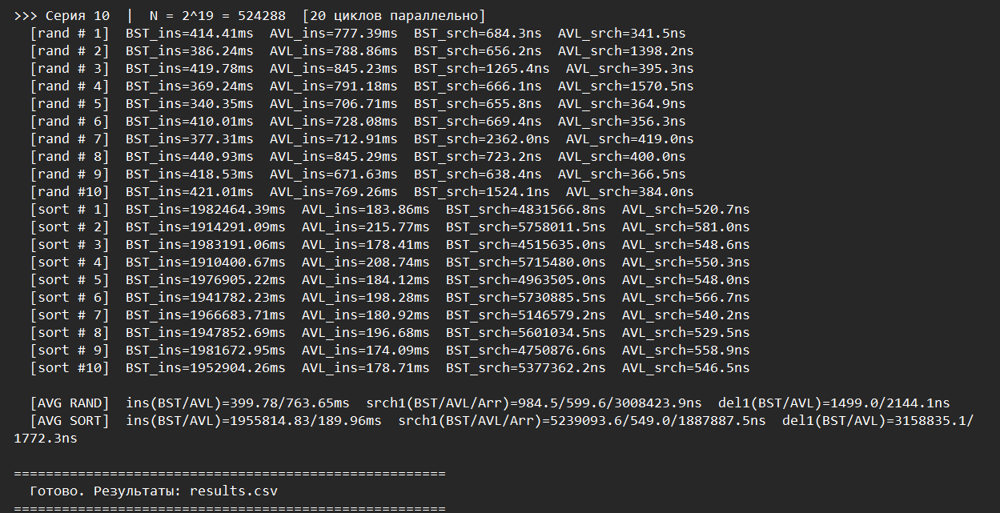 >>> Серия 10  |  N = 2^19 = 524288  [20 циклов параллельно]
  [rand # 1]  BST_ins=414.41ms  AVL_ins=777.39ms  BST_srch=684.3ns  AVL_srch=341.5ns
  [rand # 2]  BST_ins=386.24ms  AVL_ins=788.86ms  BST_srch=656.2ns  AVL_srch=1398.2ns
  [rand # 3]  BST_ins=419.78ms  AVL_ins=845.23ms  BST_srch=1265.4ns  AVL_srch=395.3ns
  [rand # 4]  BST_ins=369.24ms  AVL_ins=791.18ms  BST_srch=666.1ns  AVL_srch=1570.5ns
  [rand # 5]  BST_ins=340.35ms  AVL_ins=706.71ms  BST_srch=655.8ns  AVL_srch=364.9ns
  [rand # 6]  BST_ins=410.01ms  AVL_ins=728.08ms  BST_srch=669.4ns  AVL_srch=356.3ns
  [rand # 7]  BST_ins=377.31ms  AVL_ins=712.91ms  BST_srch=2362.0ns  AVL_srch=419.0ns
  [rand # 8]  BST_ins=440.93ms  AVL_ins=845.29ms  BST_srch=723.2ns  AVL_srch=400.0ns
  [rand # 9]  BST_ins=418.53ms  AVL_ins=671.63ms  BST_srch=638.4ns  AVL_srch=366.5ns
  [rand #10]  BST_ins=421.01ms  AVL_ins=769.26ms  BST_srch=1524.1ns  AVL_srch=384.0ns
  [sort # 1]  BST_ins=1982464.39ms  AVL_ins=183.86ms  BST_srch=4831566.8ns  AVL_srch=520.7ns
  [sort # 2]  BST_ins=1914291.09ms  AVL_ins=215.77ms  BST_srch=5758011.5ns  AVL_srch=581.0ns
  [sort # 3]  BST_ins=1983191.06ms  AVL_ins=178.41ms  BST_srch=4515635.0ns  AVL_srch=548.6ns
  [sort # 4]  BST_ins=1910400.67ms  AVL_ins=208.74ms  BST_srch=5715480.0ns  AVL_srch=550.3ns
  [sort # 5]  BST_ins=1976905.22ms  AVL_ins=184.12ms  BST_srch=4963505.0ns  AVL_srch=548.0ns
  [sort # 6]  BST_ins=1941782.23ms  AVL_ins=198.28ms  BST_srch=5730885.5ns  AVL_srch=566.7ns
  [sort # 7]  BST_ins=1966683.71ms  AVL_ins=180.92ms  BST_srch=5146579.2ns  AVL_srch=540.2ns
  [sort # 8]  BST_ins=1947852.69ms  AVL_ins=196.68ms  BST_srch=5601034.5ns  AVL_srch=529.5ns
  [sort # 9]  BST_ins=1981672.95ms  AVL_ins=174.09ms  BST_srch=4750876.6ns  AVL_srch=558.9ns
  [sort #10]  BST_ins=1952904.26ms  AVL_ins=178.71ms  BST_srch=5377362.2ns  AVL_srch=546.5ns
  [AVG RAND]  ins(BST/AVL)=399.78/763.65ms  srch1(BST/AVL/Arr)=984.5/599.6/3008423.9ns  del1(BST/AVL)=1499.0/2144.1ns
  [AVG SORT]  ins(BST/AVL)=1955814.83/189.96ms  srch1(BST/AVL/Arr)=5239093.6/549.0/1887887.5ns  del1(BST/AVL)=3158835.1/
1772.3ns
======================================================
  Готово. Результаты: results.csv
======================================================